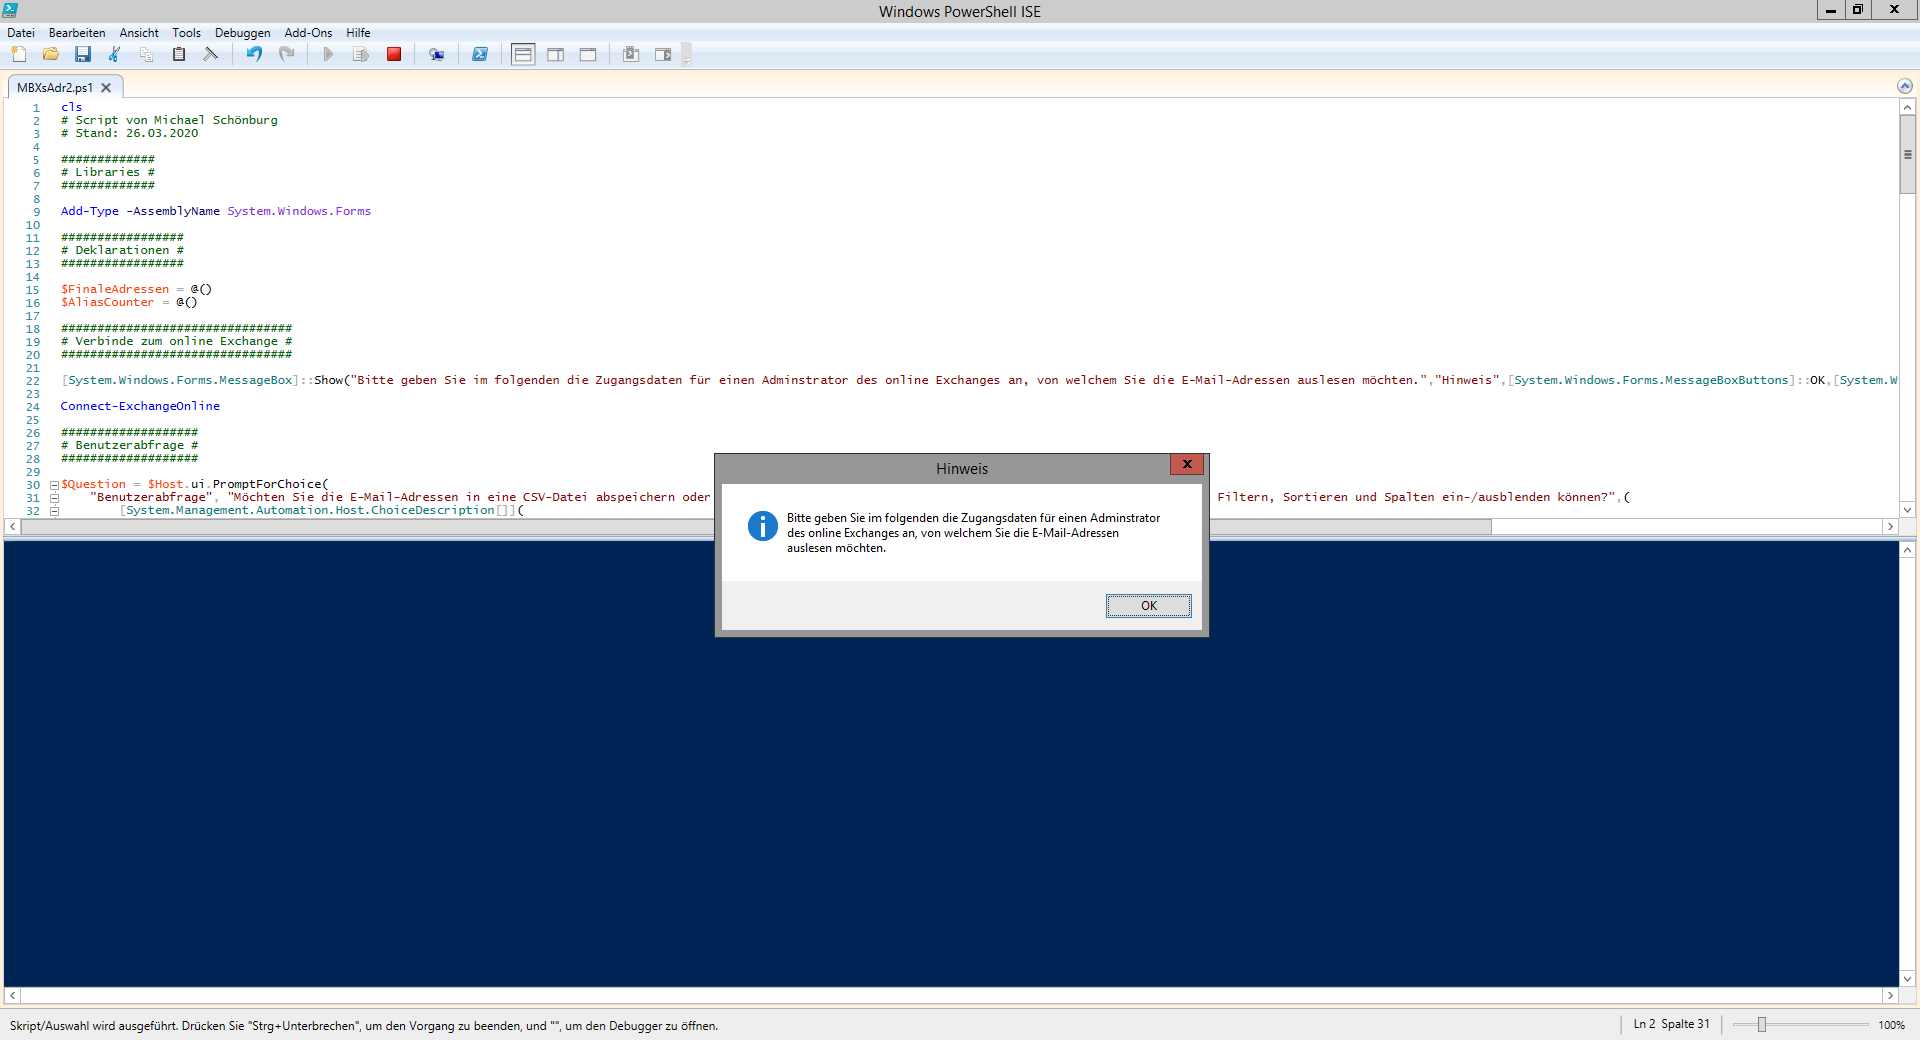 Windows PowerShell ISE
Datei Bearbeiten Ansicht Tools Debuggen Add-Ons Hilfe
MBXsAdr2.ps1
1 cls
2 # Script von Michael Schönburg
3 # Stand: 26.03.2020
4
5 #############
6 # Libraries #
7 #############
8
9 Add-Type -AssemblyName System.Windows.Forms
10
11 #################
12 # Deklarationen #
13 #################
14
15 $FinaleAdressen = @()
16 $AliasCounter = @()
17
18 ################################
19 # Verbinde zum online Exchange #
20 ################################
21
22 [System.Windows.Forms.MessageBox]::Show("Bitte geben Sie im folgenden die Zugangsdaten für einen Adminstrator des online Exchanges an, von welchem Sie die E-Mail-Adressen auslesen möchten.","Hinweis",[System.Windows.Forms.MessageBoxButtons]::OK,[System.W
23
24 Connect-ExchangeOnline
25
26 ###################
27 # Benutzerabfrage #
28 ###################
29
30 $Question = $Host.ui.PromptForChoice(
31 "Benutzerabfrage", "Möchten Sie die E-Mail-Adressen in eine CSV-Datei abspeichern oder Filtern, Sortieren und Spalten ein-/ausblenden können?",(
32 [System.Management.Automation.Host.ChoiceDescription[]](
Hinweis
Bitte geben Sie im folgenden die Zugangsdaten für einen Adminstrator
des online Exchanges an, von welchem Sie die E-Mail-Adressen
auslesen möchten.
OK
Skript/Auswahl wird ausgeführt. Drücken Sie "Strg+Unterbrechen", um den Vorgang zu beenden, und "", um den Debugger zu öffnen.
Ln 2 Spalte 31
100%